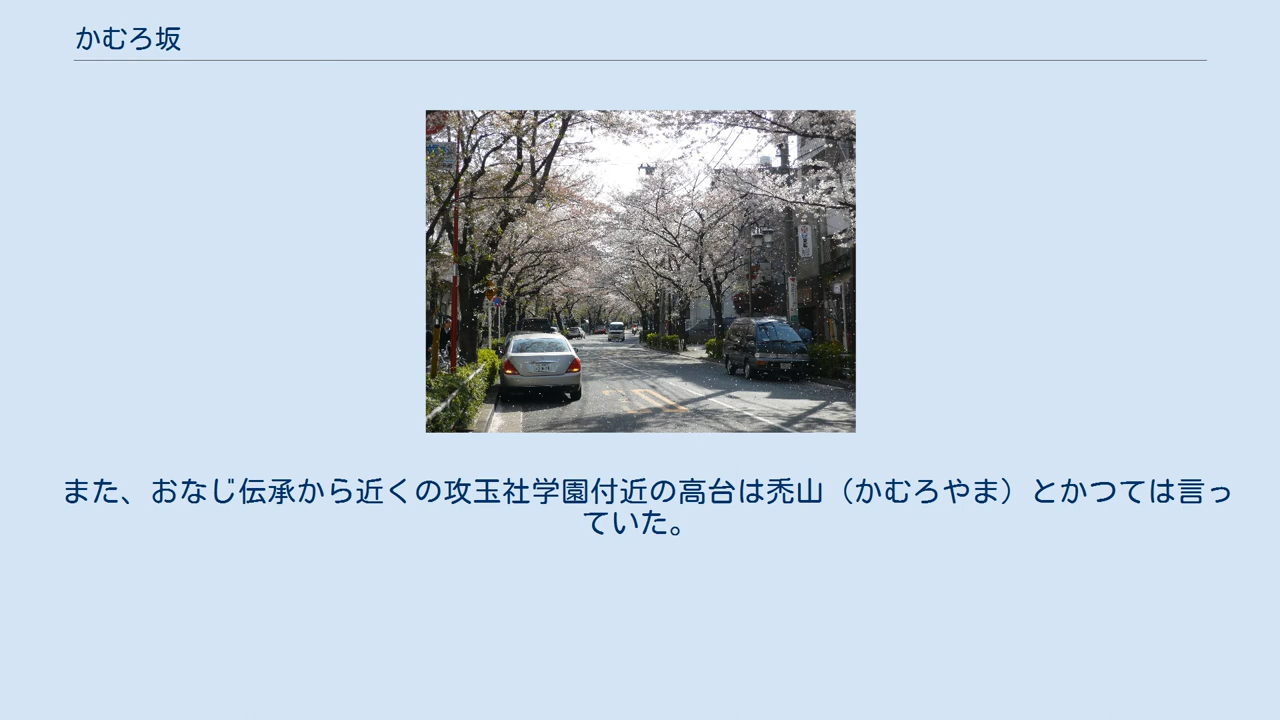 かむろ坂
また、おなじ伝承から近くの攻玉社学園付近の高台は禿山（かむろやま）とかつては言っ
ていた。